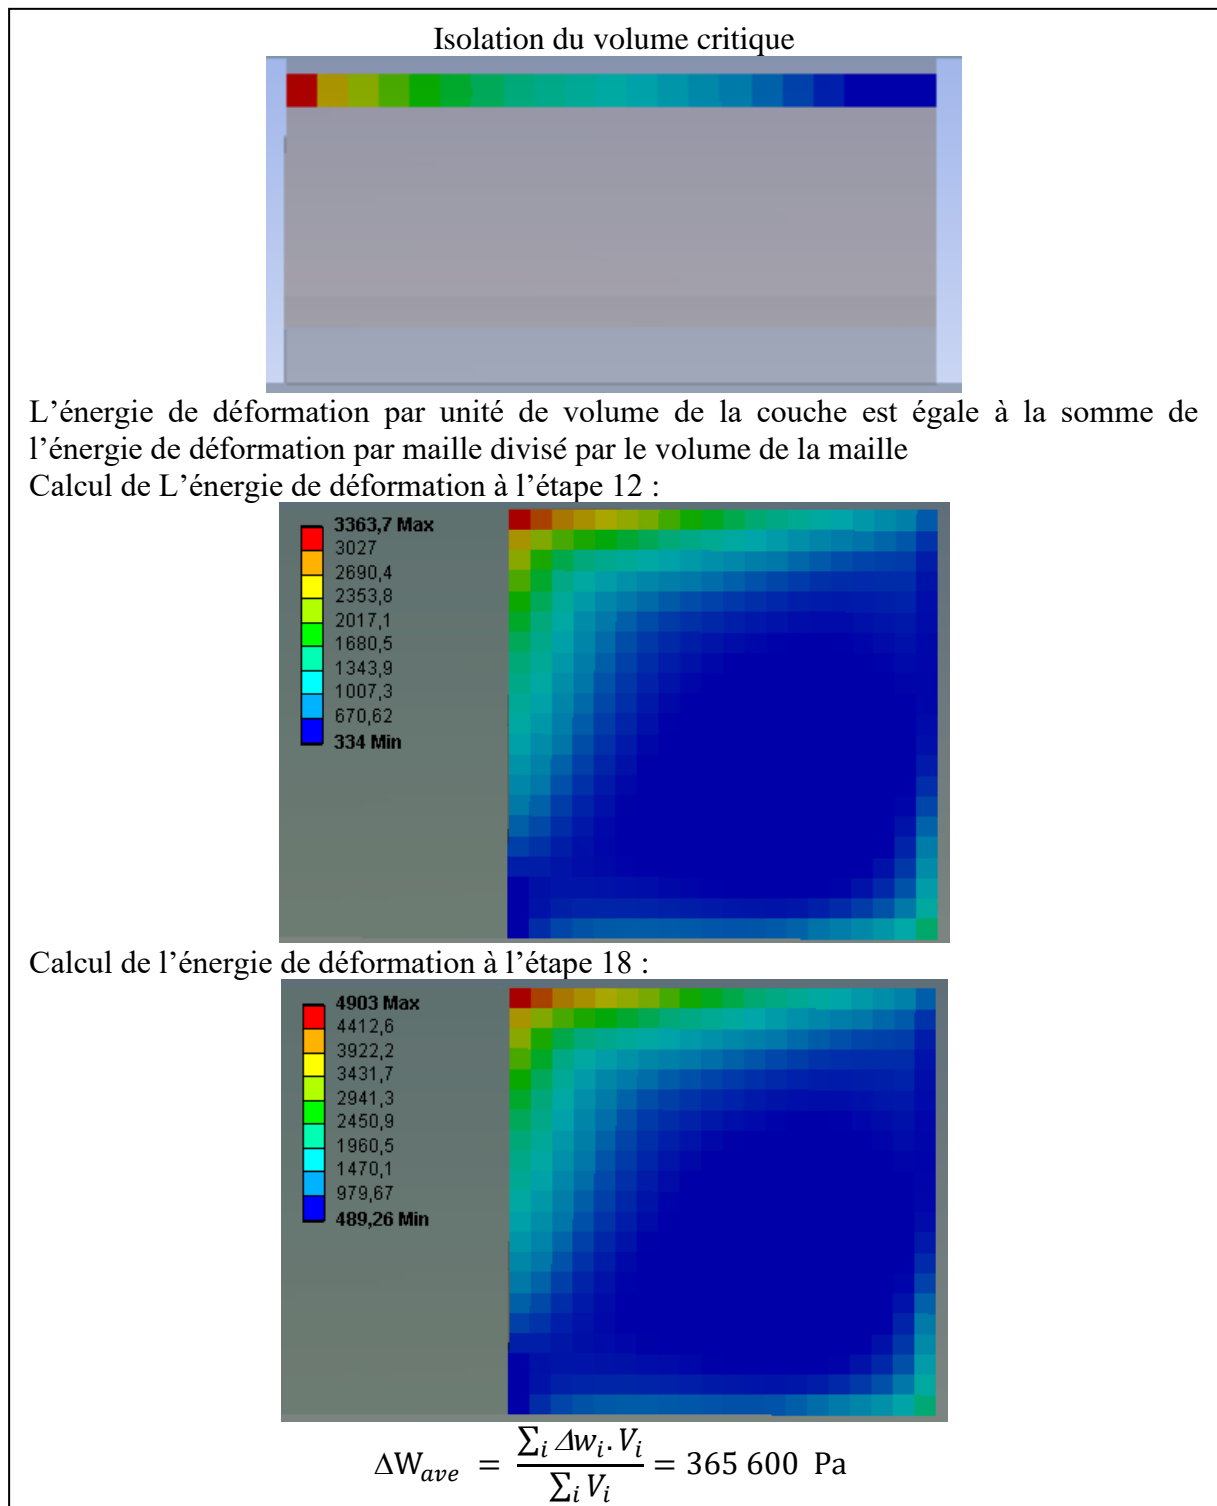 Isolation du volume critique
L’énergie de déformation par unité de volume de la couche est égale à la somme de
l’énergie de déformation par maille divisé par le volume de la maille
Calcul de L’énergie de déformation à l’étape 12 :
3363,7 Max
3027
2690,4
2353,8
2017,1
1680,5
1343,9
1007,3
670,62
334 Min
Calcul de l’énergie de déformation à l’étape 18 :
4903 Max
4412,6
3922,2
3431,7
2941,3
2450,9
1960,5
1470,1
979,67
489,26 Min
ΔW_ave = (∑_i Δw_i. V_i) / (∑_i V_i) = 365 600 Pa